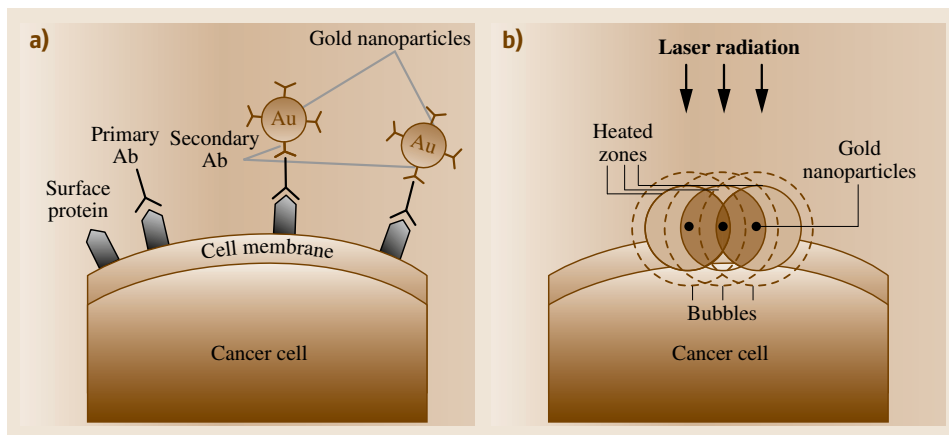 a)
Gold nanoparticles
Au
Au
Primary
Ab
Secondary
Ab
Surface
protein
Cell membrane
Cancer cell
b)
Laser radiation
Heated
zones
Gold
nanoparticles
Bubbles
Cancer cell